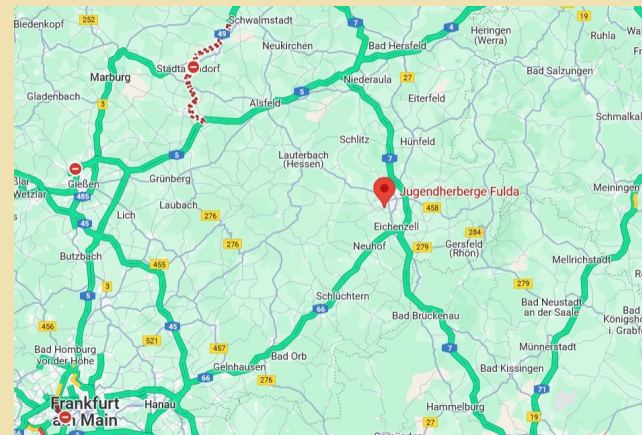 Biedenkopf
252
Schwalmstadt
7
4
Heringen
(Werra)
19
Ruhla
49
Neukirchen
Bad Hersfeld
Marburg
Niederaula
27
Bad Salzungen
Gladenbach
3
5
Alsfeld
Eiterfeld
Schlitz
Hünfeld
5
Lauterbach
(Hessen)
7
Gießen
Wetzlar
Grünberg
Jugendherberge Fulda
Meiningen
485
Lich
Laubach
276
458
45
Eichenzell
276
284
Butzbach
Neuhof
279
Gersfeld
(Rhön)
Mellrichstadt
455
3
5
279
Schlüchtern
66
Bad Neustadt
an der Saale
Bad
456
45
Bad Brückenau
i. Grabf
521
457
7
Münnerstadt
Bad Homburg
vor der Höhe
Bad Orb
Gelnhausen
66
276
Bad Kissingen
71
Frankfurt
am Main
Hanau
Hammelburg
27
19